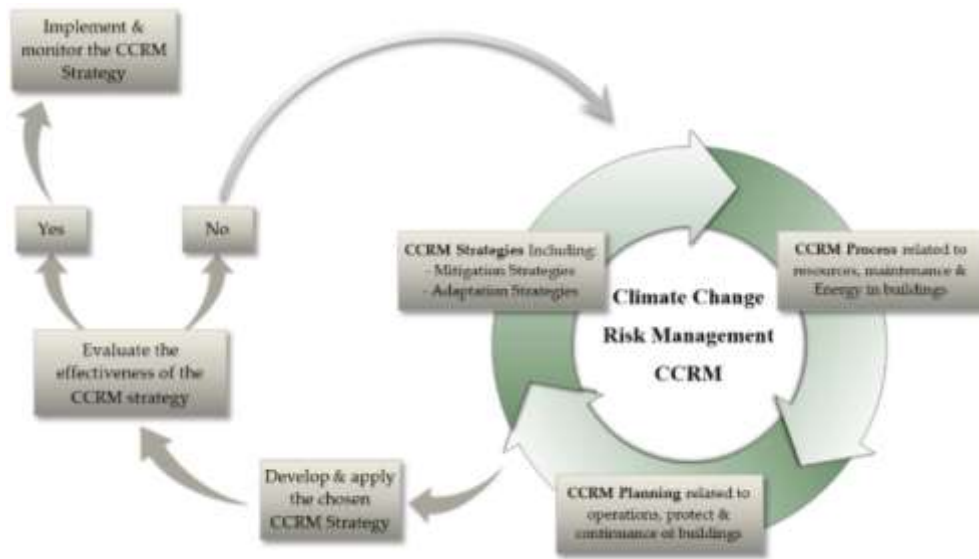 Implement &
monitor the CCRM
Strategy
Yes
No
CCRM Strategies Including:
- Mitigation Strategies
- Adaptation Strategies
CCRM Process related to
resources, maintenance &
Energy in buildings
Climate Change
Risk Management
CCRM
Evaluate the
effectiveness of the
CCRM strategy
Develop & apply
the chosen
CCRM Strategy
CCRM Planning related to
operations, protect &
continuance of buildings